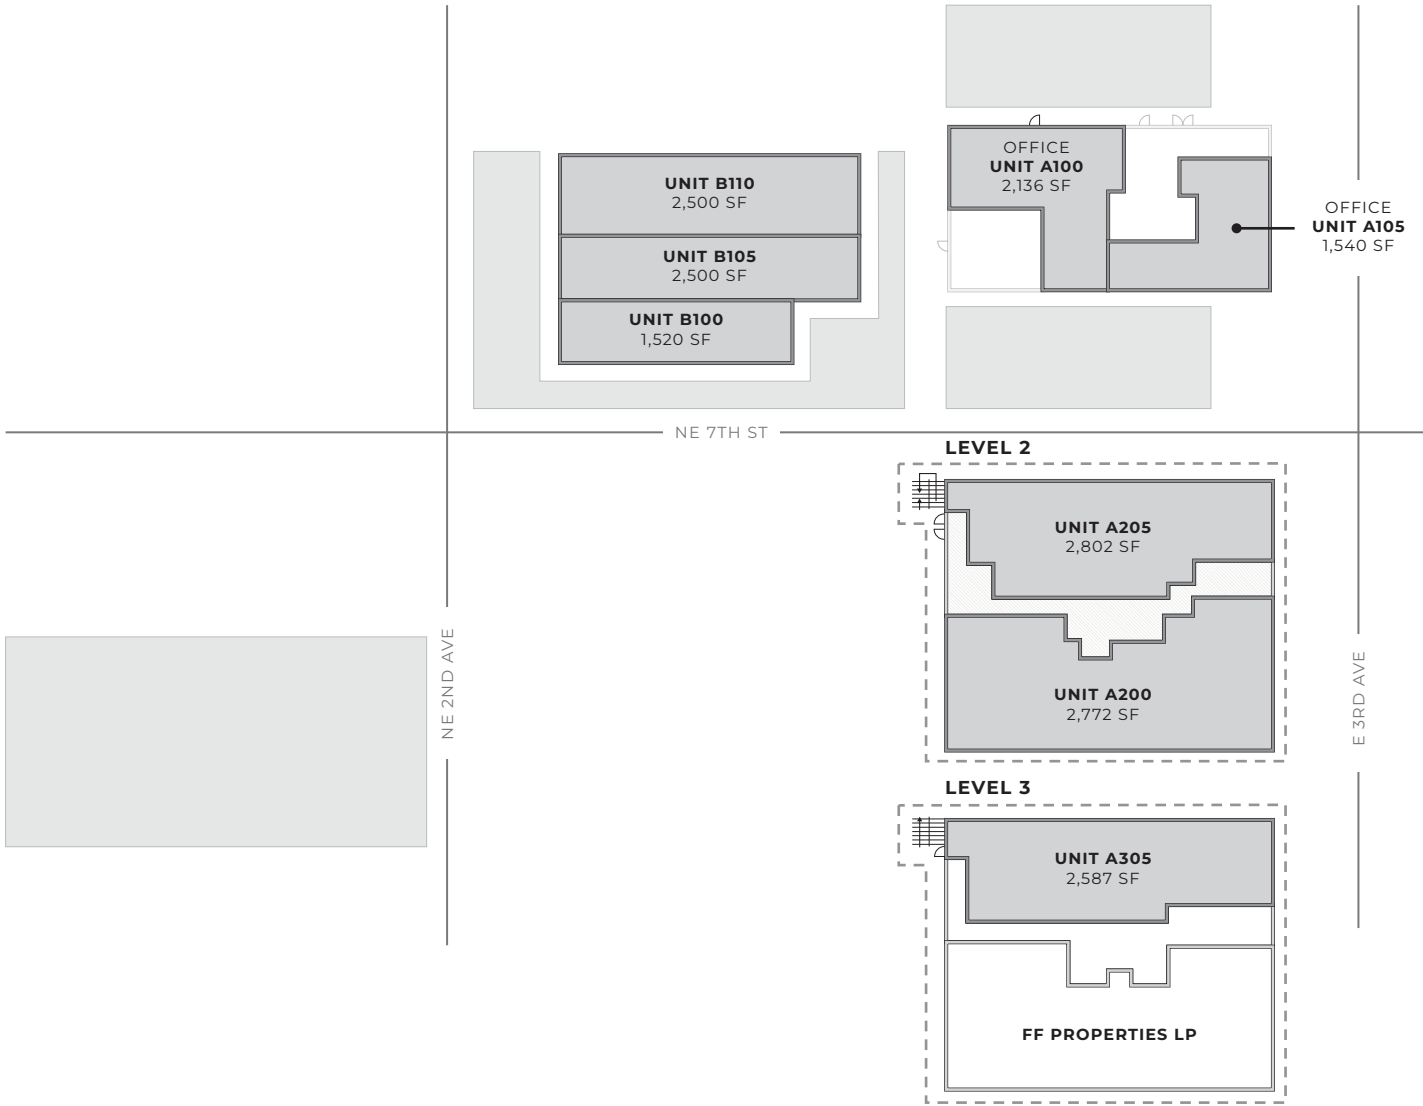 OFFICE
UNIT A100
2,136 SF
UNIT B110
2,500 SF
OFFICE
UNIT A105
1,540 SF
UNIT B105
2,500 SF
UNIT B100
1,520 SF
NE 7TH ST
LEVEL 2
UNIT A205
2,802 SF
NE 2ND AVE
E 3RD AVE
UNIT A200
2,772 SF
LEVEL 3
UNIT A305
2,587 SF
FF PROPERTIES LP